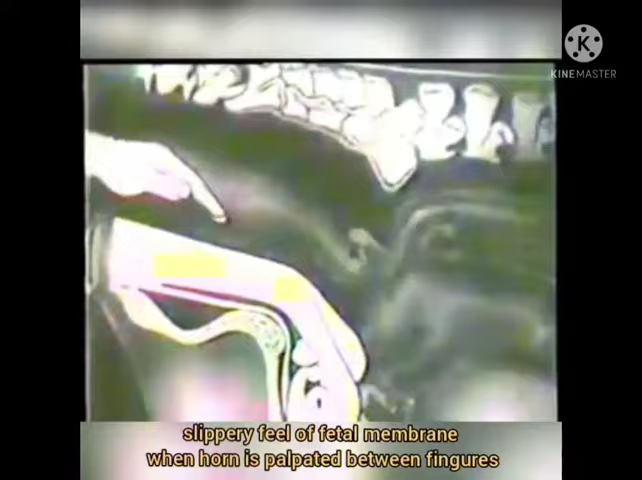 KINEMASTER
slippery feel of fetal membrane
when horn is palpated between fingures